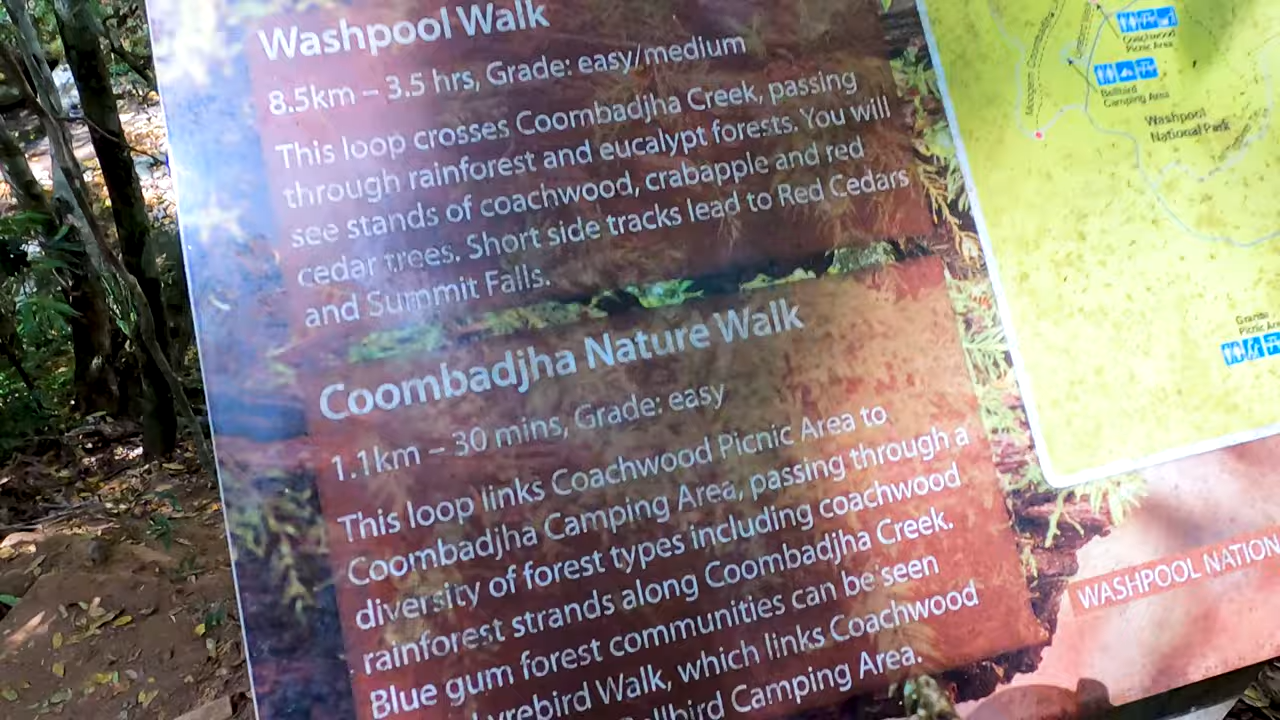 Washpool Walk
8.5km – 3.5 hrs, Grade: easy/medium
This loop crosses Coombadjha Creek, passing
through rainforest and eucalypt forests. You will
see stands of coachwood, crabapple and red
cedar trees. Short side tracks lead to Red Cedars
and Summit Falls.
Coombadjha Nature Walk
1.1km – 30 mins, Grade: easy
This loop links Coachwood Picnic Area to
Coombadjha Camping Area, passing through a
diversity of forest types including coachwood
rainforest strands along Coombadjha Creek.
Blue gum forest communities can be seen
yrebird Walk, which links Coachwood
llbird Camping Area.
Coachwood
Picnic Area
Bellbird
Camping Area
Washpool
National Park
Picnic
WASHPOOL NATION